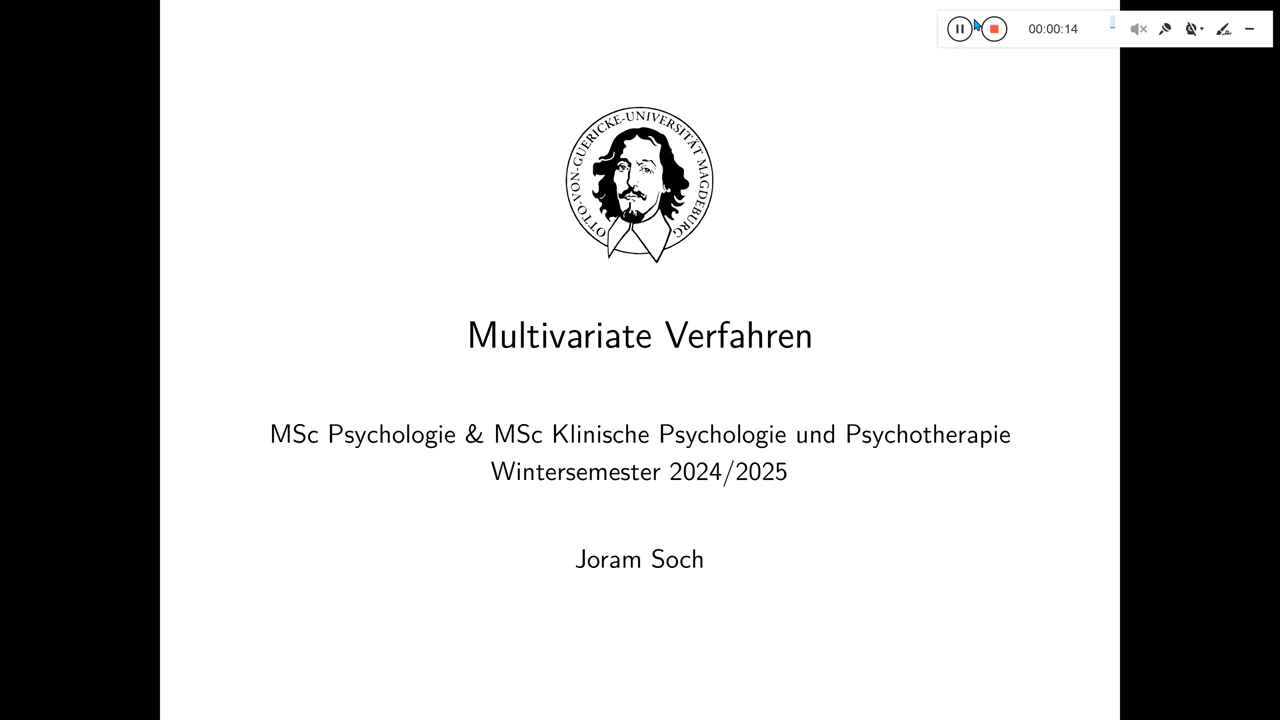 00:00:14
OTTO-VON-GUERICKE-UNIVERSITÄT MAGDEBURG
Multivariate Verfahren
MSc Psychologie & MSc Klinische Psychologie und Psychotherapie
Wintersemester 2024/2025
Joram Soch